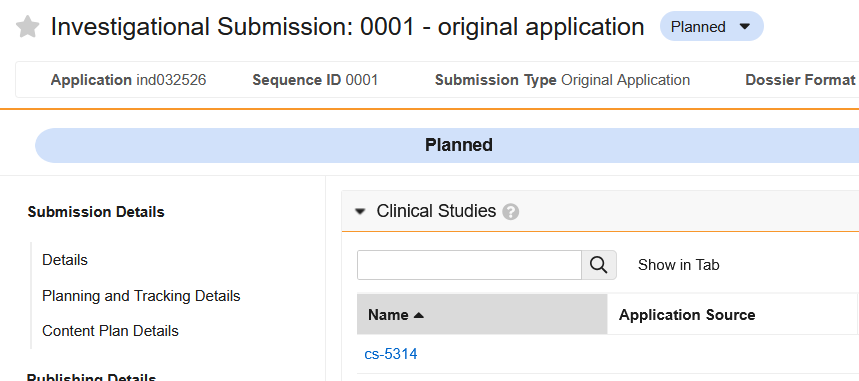 Investigational Submission: 0001 - original application Planned
Application ind032526 Sequence ID 0001 Submission Type Original Application Dossier Format
Planned
Submission Details
Clinical Studies ?
Details
Show in Tab
Planning and Tracking Details
Name Application Source
Content Plan Details
cs-5314
Publishing Details